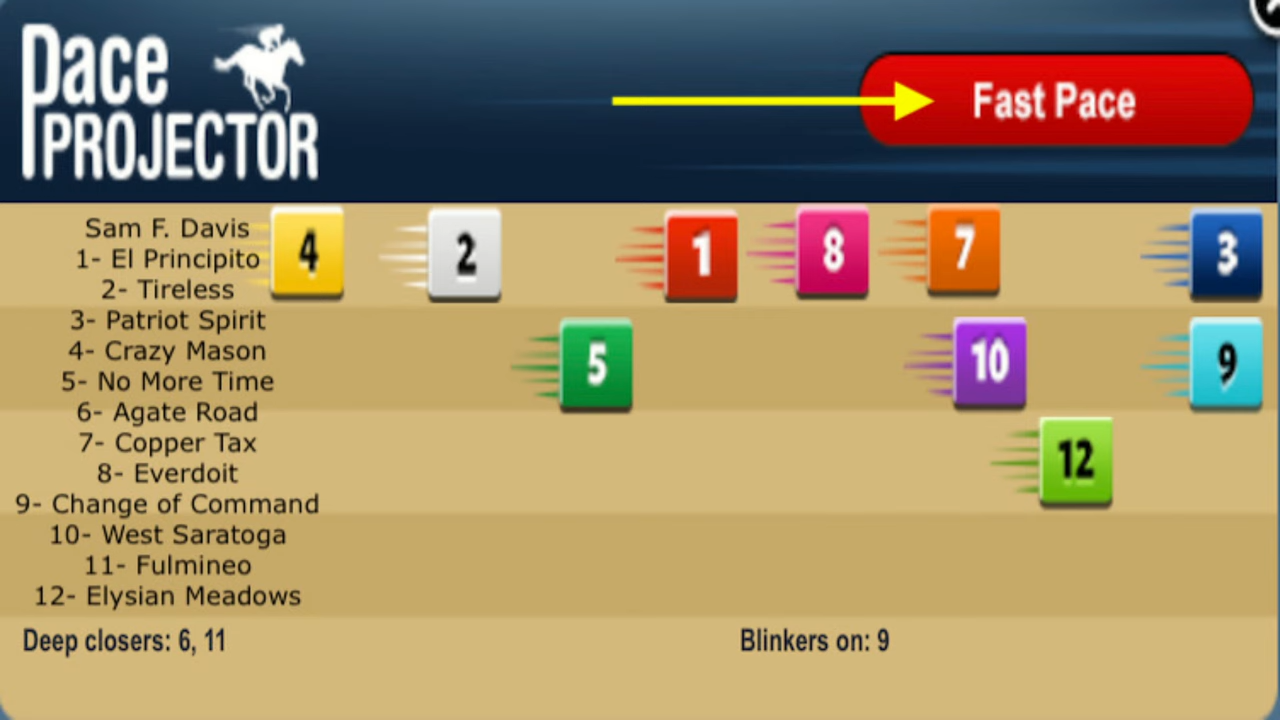 Pace
PROJECTOR
Fast Pace
Sam F. Davis
1- El Principito
2- Tireless
3- Patriot Spirit
4- Crazy Mason
5- No More Time
6- Agate Road
7- Copper Tax
8- Everdoit
9- Change of Command
10- West Saratoga
11- Fulmineo
12- Elysian Meadows
4 2 1 8 7 3
5 10 9
12
Deep closers: 6, 11
Blinkers on: 9